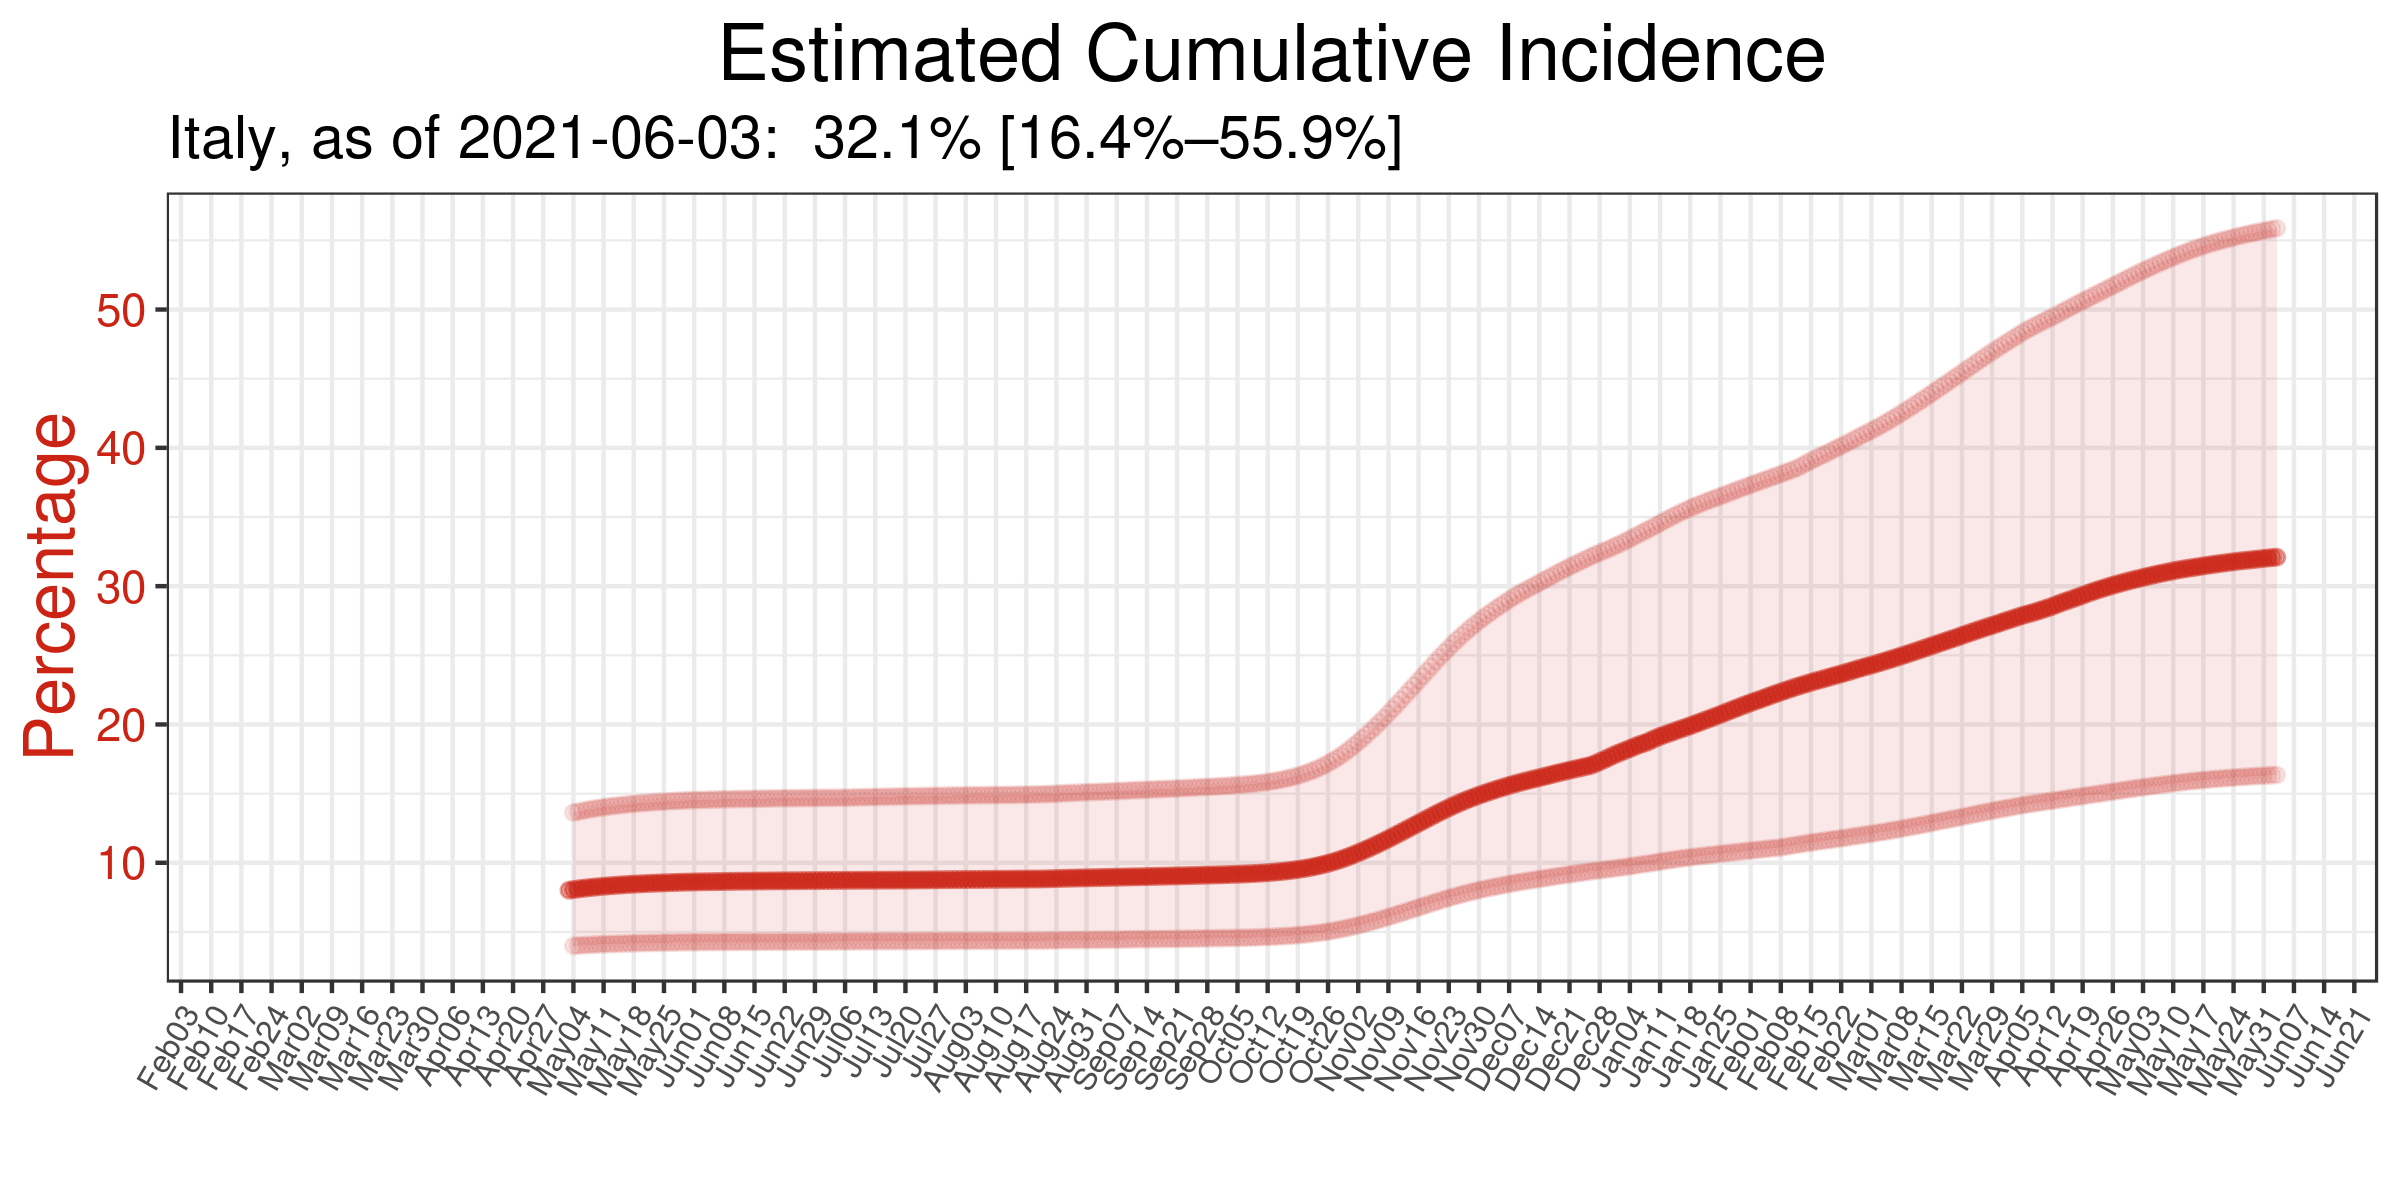 Estimated Cumulative Incidence
Italy, as of 2021-06-03:  32.1% [16.4%–55.9%]
Percentage
50
40
30
20
10
Feb03
Feb10
Feb17
Feb24
Mar02
Mar09
Mar16
Mar23
Mar30
Apr06
Apr13
Apr20
Apr27
May04
May11
May18
May25
Jun01
Jun08
Jun15
Jun22
Jun29
Jul06
Jul13
Jul20
Jul27
Aug03
Aug10
Aug17
Aug24
Aug31
Sep07
Sep14
Sep21
Sep28
Oct05
Oct12
Oct19
Oct26
Nov02
Nov09
Nov16
Nov23
Nov30
Dec07
Dec14
Dec21
Dec28
Jan04
Jan11
Jan18
Jan25
Feb01
Feb08
Feb15
Feb22
Mar01
Mar08
Mar15
Mar22
Mar29
Apr05
Apr12
Apr19
Apr26
May03
May10
May17
May24
May31
Jun07
Jun14
Jun21